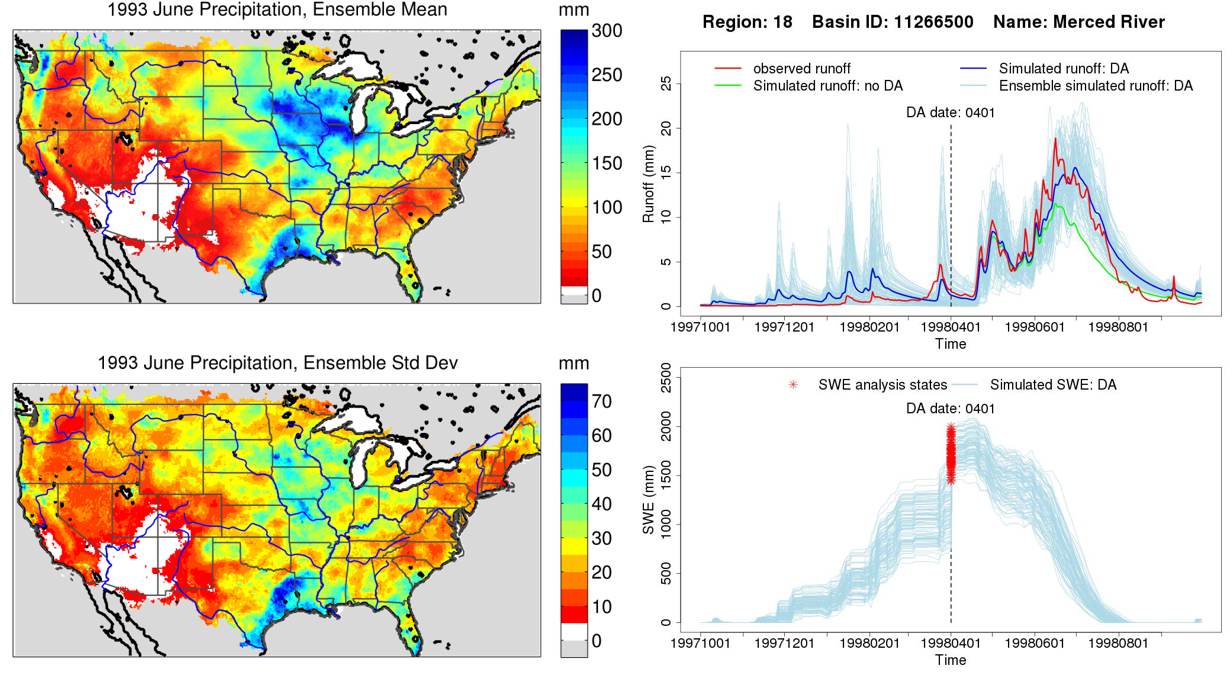 1993 June Precipitation, Ensemble Mean
mm
300
250
200
150
100
50
0
1993 June Precipitation, Ensemble Std Dev
mm
70
60
50
40
30
20
10
0
Region: 18 Basin ID: 11266500 Name: Merced River
observed runoff
Simulated runoff: no DA
Simulated runoff: DA
Ensemble simulated runoff: DA
DA date: 0401
Runoff (mm)
25
20
15
10
5
0
19971001 19971201 19980201 19980401 19980601 19980801
Time
SWE analysis states
Simulated SWE: DA
DA date: 0401
SWE (mm)
2500
2000
1500
1000
500
0
19971001 19971201 19980201 19980401 19980601 19980801
Time